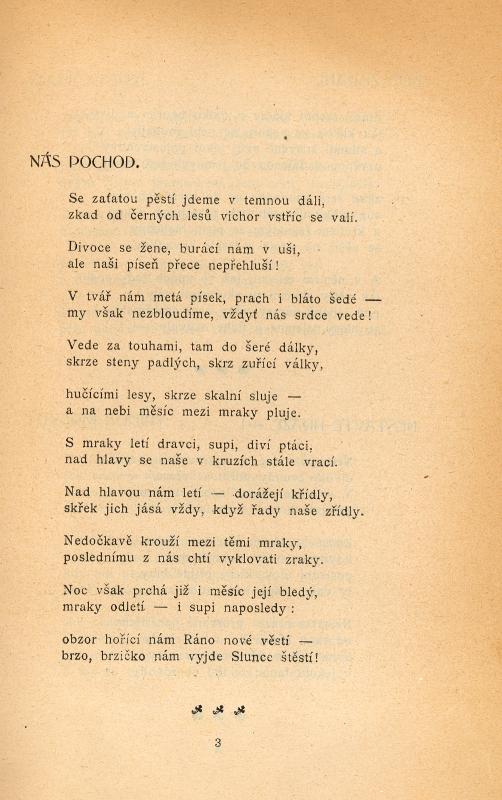 NÁŠ POCHOD.
Se zaťatou pěstí jdeme v temnou dáli,
zkad od černých lesů vichor vstříc se valí.
Divoce se žene, burácí nám v uši,
ale naši píseň přece nepřehluší!
V tvář nám metá písek, prach i bláto šedé —
my však nezbloudíme, vždyť nás srdce vede!
Vede za touhami, tam do šeré dálky,
skrze steny padlých, skrz zuřící války,
hučícími lesy, skrze skalní sluje —
a na nebi měsíc mezi mraky pluje.
S mraky letí dravci, supi, diví ptáci,
nad hlavy se naše v kruzích stále vrací.
Nad hlavou nám letí — dorážejí křídly,
skřek jich jásá vždy, když řady naše zřídly.
Nedočkavě krouží mezi těmi mraky,
poslednímu z nás chtí vyklovati zraky.
Noc však prchá již i měsíc její bledý,
mraky odletí — i supi naposledy:
obzor hořící nám Ráno nové věstí —
brzo, brzičko nám vyjde Slunce štěstí!
3